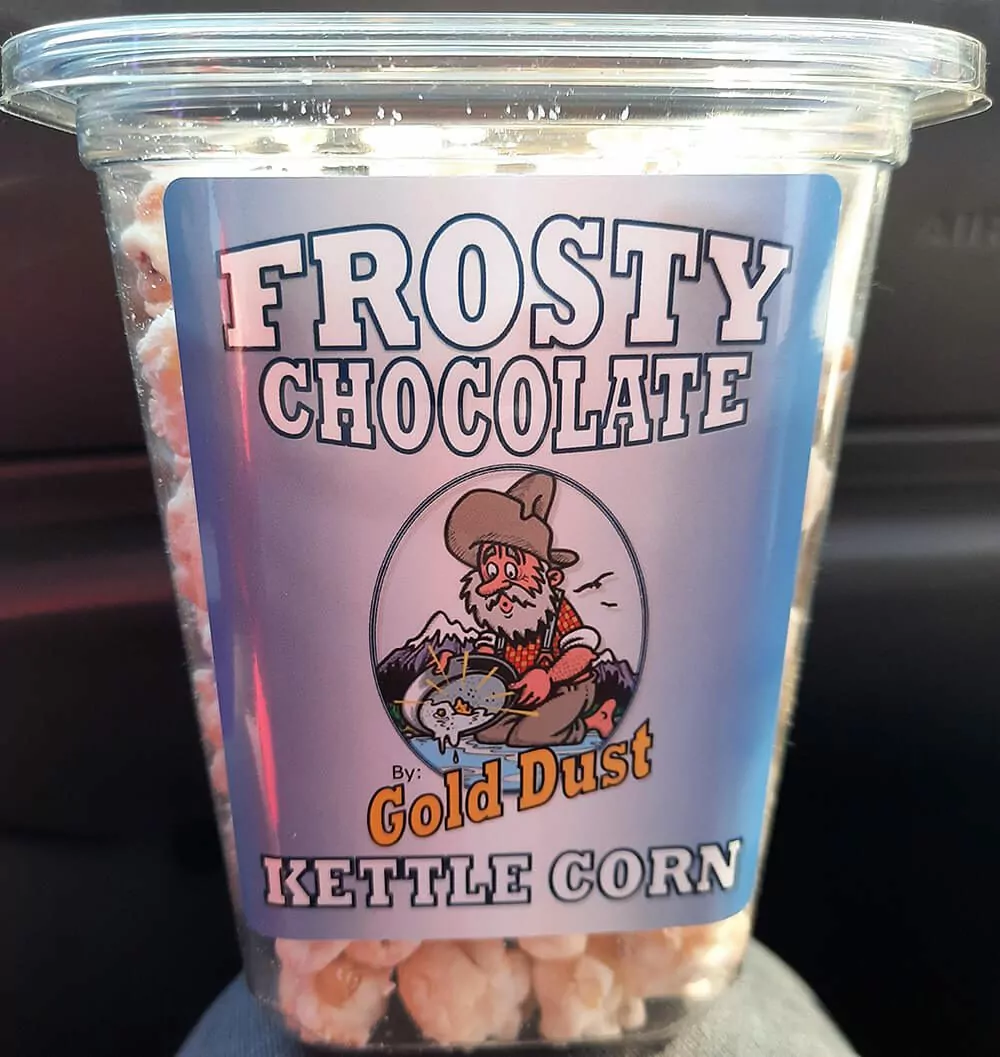 FROSTY
CHOCOLATE
By:
Gold Dust
KETTLE CORN